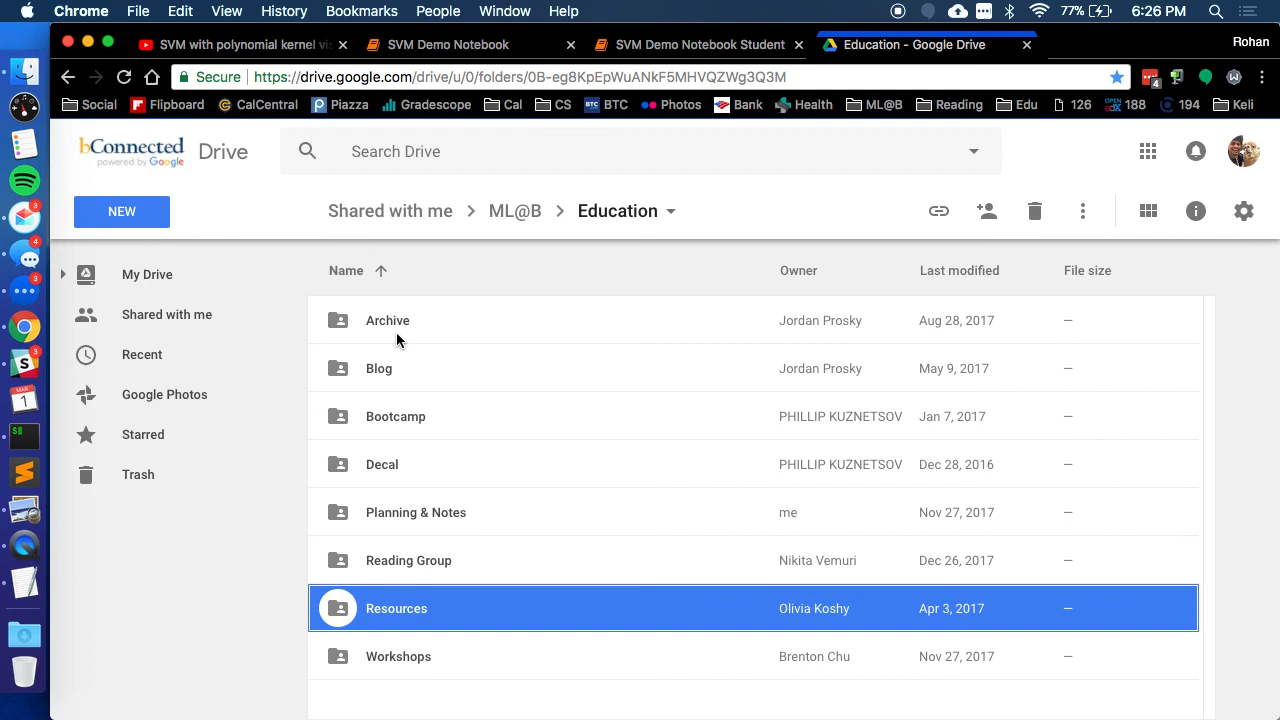 Chrome File Edit View History Bookmarks People Window Help 77% 6:26 PM
SVM with polynomial kernel vi SVM Demo Notebook SVM Demo Notebook Student Education - Google Drive Rohan
Secure https://drive.google.com/drive/u/0/folders/0B-eg8KpEpWuANkF5MHVQZWg3Q3M 4
Social Flipboard CalCentral Piazza Gradescope Cal CS BTC BTC Photos Bank Health ML@B Reading Edu 126 188 194 Keli
bConnected
powered by Google
Drive
Search Drive
NEW
Shared with me > ML@B > Education
My Drive
Shared with me
Recent
Google Photos
Starred
Trash
Name Owner Last modified File size
Archive Jordan Prosky Aug 28, 2017 —
Blog Jordan Prosky May 9, 2017 —
Bootcamp PHILLIP KUZNETSOV Jan 7, 2017 —
Decal PHILLIP KUZNETSOV Dec 28, 2016 —
Planning & Notes me Nov 27, 2017 —
Reading Group Nikita Vemuri Dec 26, 2017 —
Resources Olivia Koshy Apr 3, 2017 —
Workshops Brenton Chu Nov 27, 2017 —
3
4
3
3
1